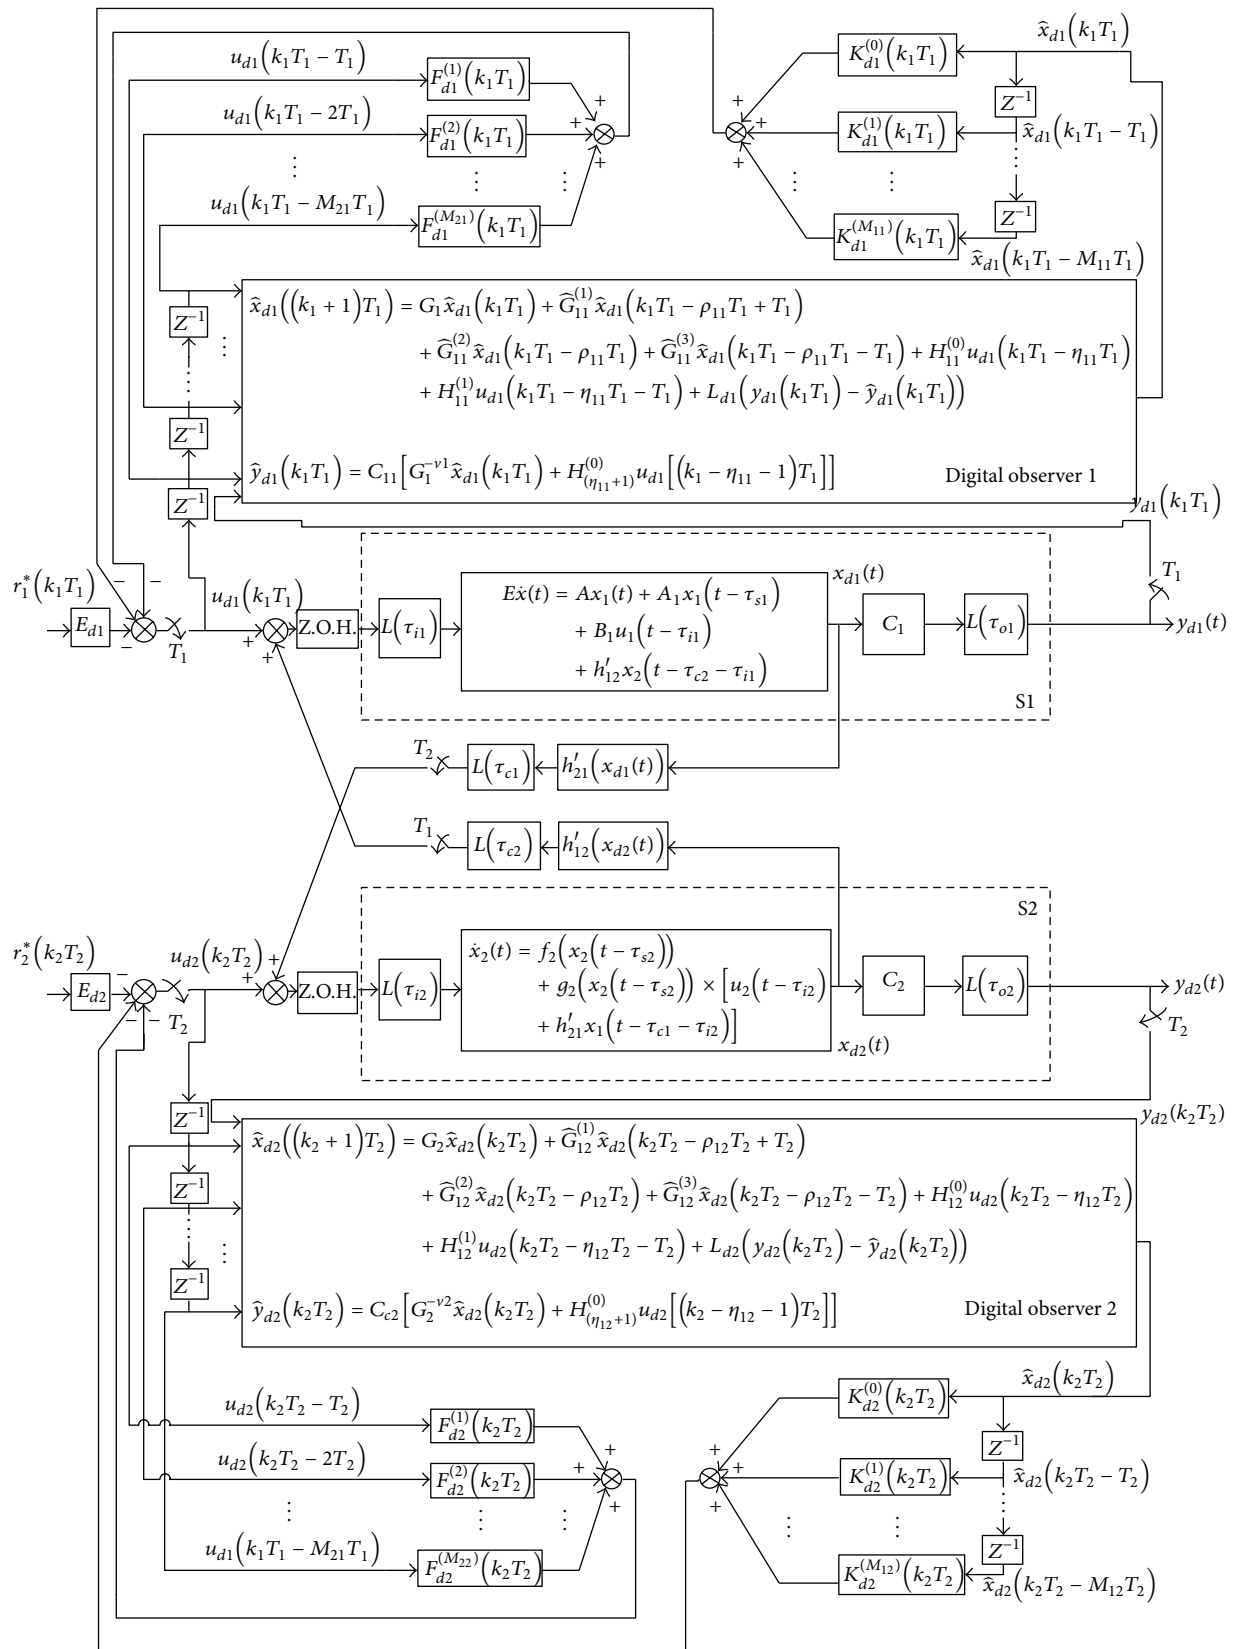 u_{d1}(k_1T_1 − T_1)
F_{d1}^{(1)}(k_1T_1)
+
u_{d1}(k_1T_1 − 2T_1)
F_{d1}^{(2)}(k_1T_1)
+
⋮ ⋮ ⋮
u_{d1}(k_1T_1 − M_{21}T_1)
F_{d1}^{(M_{21})}(k_1T_1)
+
K_{d1}^{(0)}(k_1T_1)
x̂_{d1}(k_1T_1)
+
Z^{−1}
K_{d1}^{(1)}(k_1T_1)
x̂_{d1}(k_1T_1 − T_1)
+
⋮ ⋮ ⋮
Z^{−1}
K_{d1}^{(M_{11})}(k_1T_1)
x̂_{d1}(k_1T_1 − M_{11}T_1)
+
Z^{−1}
⋮ ⋮
Z^{−1}
Z^{−1}
x̂_{d1}((k_1 + 1)T_1) = G_1x̂_{d1}(k_1T_1) + Ĝ_{11}^{(1)}x̂_{d1}(k_1T_1 − ρ_{11}T_1 + T_1)
+ Ĝ_{11}^{(2)}x̂_{d1}(k_1T_1 − ρ_{11}T_1) + Ĝ_{11}^{(3)}x̂_{d1}(k_1T_1 − ρ_{11}T_1 − T_1) + H_{11}^{(0)}u_{d1}(k_1T_1 − η_{11}T_1)
+ H_{11}^{(1)}u_{d1}(k_1T_1 − η_{11}T_1 − T_1) + L_{d1}(y_{d1}(k_1T_1) − ŷ_{d1}(k_1T_1))
ŷ_{d1}(k_1T_1) = C_{11}[G_1^{−v1}x̂_{d1}(k_1T_1) + H_{(η_{11}+1)}^{(0)}u_{d1}[(k_1 − η_{11} − 1)T_1]]
Digital observer 1
y_{d1}(k_1T_1)
r_1^*(k_1T_1)
E_{d1}
− − −
T_1
u_{d1}(k_1T_1)
+ +
Z.O.H.
L(τ_{i1})
Eẋ(t) = Ax_1(t) + A_1x_1(t − τ_{s1})
+ B_1u_1(t − τ_{i1})
+ h′_{12}x_2(t − τ_{c2} − τ_{i1})
x_{d1}(t)
C_1
L(τ_{o1})
T_1
y_{d1}(t)
S1
T_2
L(τ_{c1})
h′_{21}(x_{d1}(t))
T_1
L(τ_{c2})
h′_{12}(x_{d2}(t))
S2
r_2^*(k_2T_2)
E_{d2}
− − −
T_2
u_{d2}(k_2T_2)
+ +
Z.O.H.
L(τ_{i2})
ẋ_2(t) = f_2(x_2(t − τ_{s2}))
+ g_2(x_2(t − τ_{s2})) × [u_2(t − τ_{i2})
+ h′_{21}x_1(t − τ_{c1} − τ_{i2})]
x_{d2}(t)
C_2
L(τ_{o2})
y_{d2}(t)
T_2
y_{d2}(k_2T_2)
Z^{−1}
Z^{−1}
⋮ ⋮
Z^{−1}
x̂_{d2}((k_2 + 1)T_2) = G_2x̂_{d2}(k_2T_2) + Ĝ_{12}^{(1)}x̂_{d2}(k_2T_2 − ρ_{12}T_2 + T_2)
+ Ĝ_{12}^{(2)}x̂_{d2}(k_2T_2 − ρ_{12}T_2) + Ĝ_{12}^{(3)}x̂_{d2}(k_2T_2 − ρ_{12}T_2 − T_2) + H_{12}^{(0)}u_{d2}(k_2T_2 − η_{12}T_2)
+ H_{12}^{(1)}u_{d2}(k_2T_2 − η_{12}T_2 − T_2) + L_{d2}(y_{d2}(k_2T_2) − ŷ_{d2}(k_2T_2))
ŷ_{d2}(k_2T_2) = C_{c2}[G_2^{−v2}x̂_{d2}(k_2T_2) + H_{(η_{12}+1)}^{(0)}u_{d2}[(k_2 − η_{12} − 1)T_2]]
Digital observer 2
u_{d2}(k_2T_2 − T_2)
F_{d2}^{(1)}(k_2T_2)
+
u_{d2}(k_2T_2 − 2T_2)
F_{d2}^{(2)}(k_2T_2)
+
⋮ ⋮ ⋮
u_{d1}(k_1T_1 − M_{21}T_1)
F_{d2}^{(M_{22})}(k_2T_2)
+
K_{d2}^{(0)}(k_2T_2)
x̂_{d2}(k_2T_2)
+
Z^{−1}
K_{d2}^{(1)}(k_2T_2)
x̂_{d2}(k_2T_2 − T_2)
+
⋮ ⋮ ⋮
Z^{−1}
K_{d2}^{(M_{12})}(k_2T_2)
x̂_{d2}(k_2T_2 − M_{12}T_2)
+